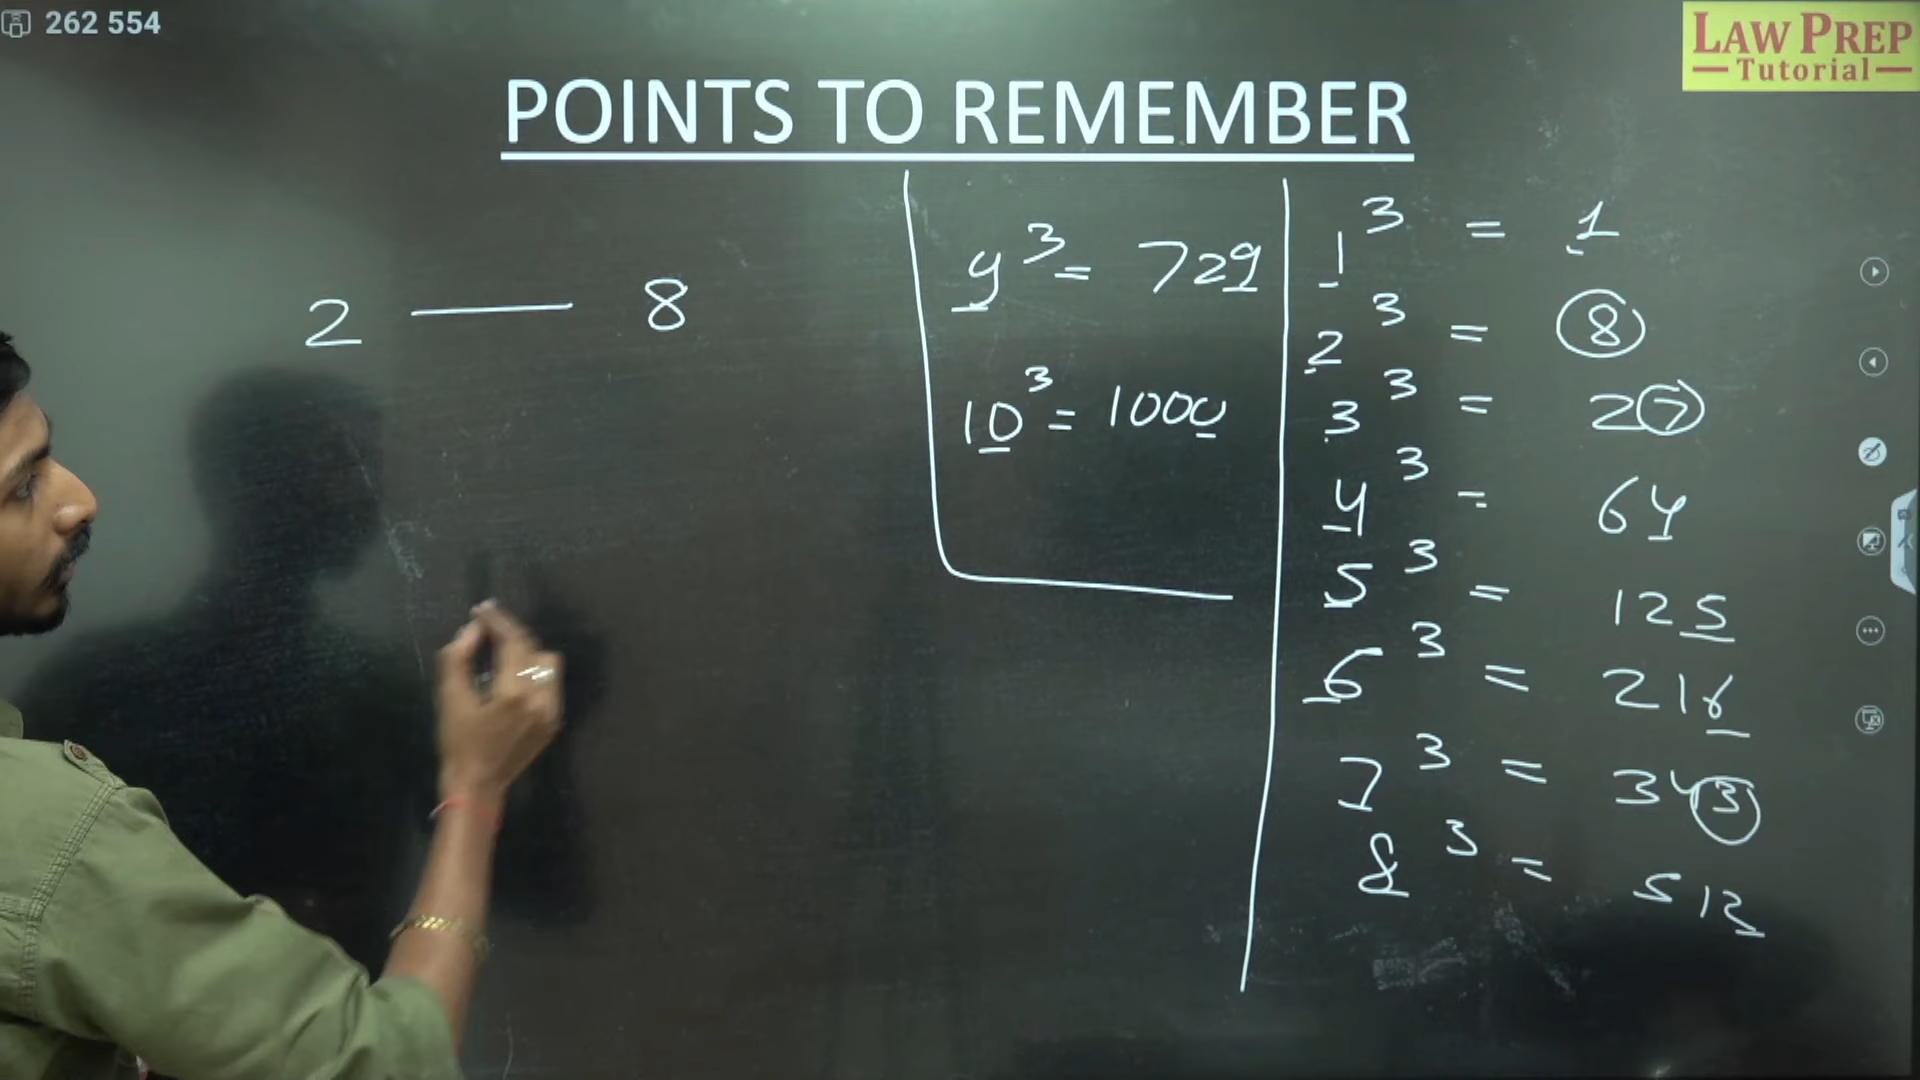 262 554
LAW PREP
Tutorial
POINTS TO REMEMBER
2 — 8
9³ = 729
10³ = 1000
1³ = 1
2³ = 8
3³ = 27
4³ = 64
5³ = 125
6³ = 216
7³ = 343
8³ = 512